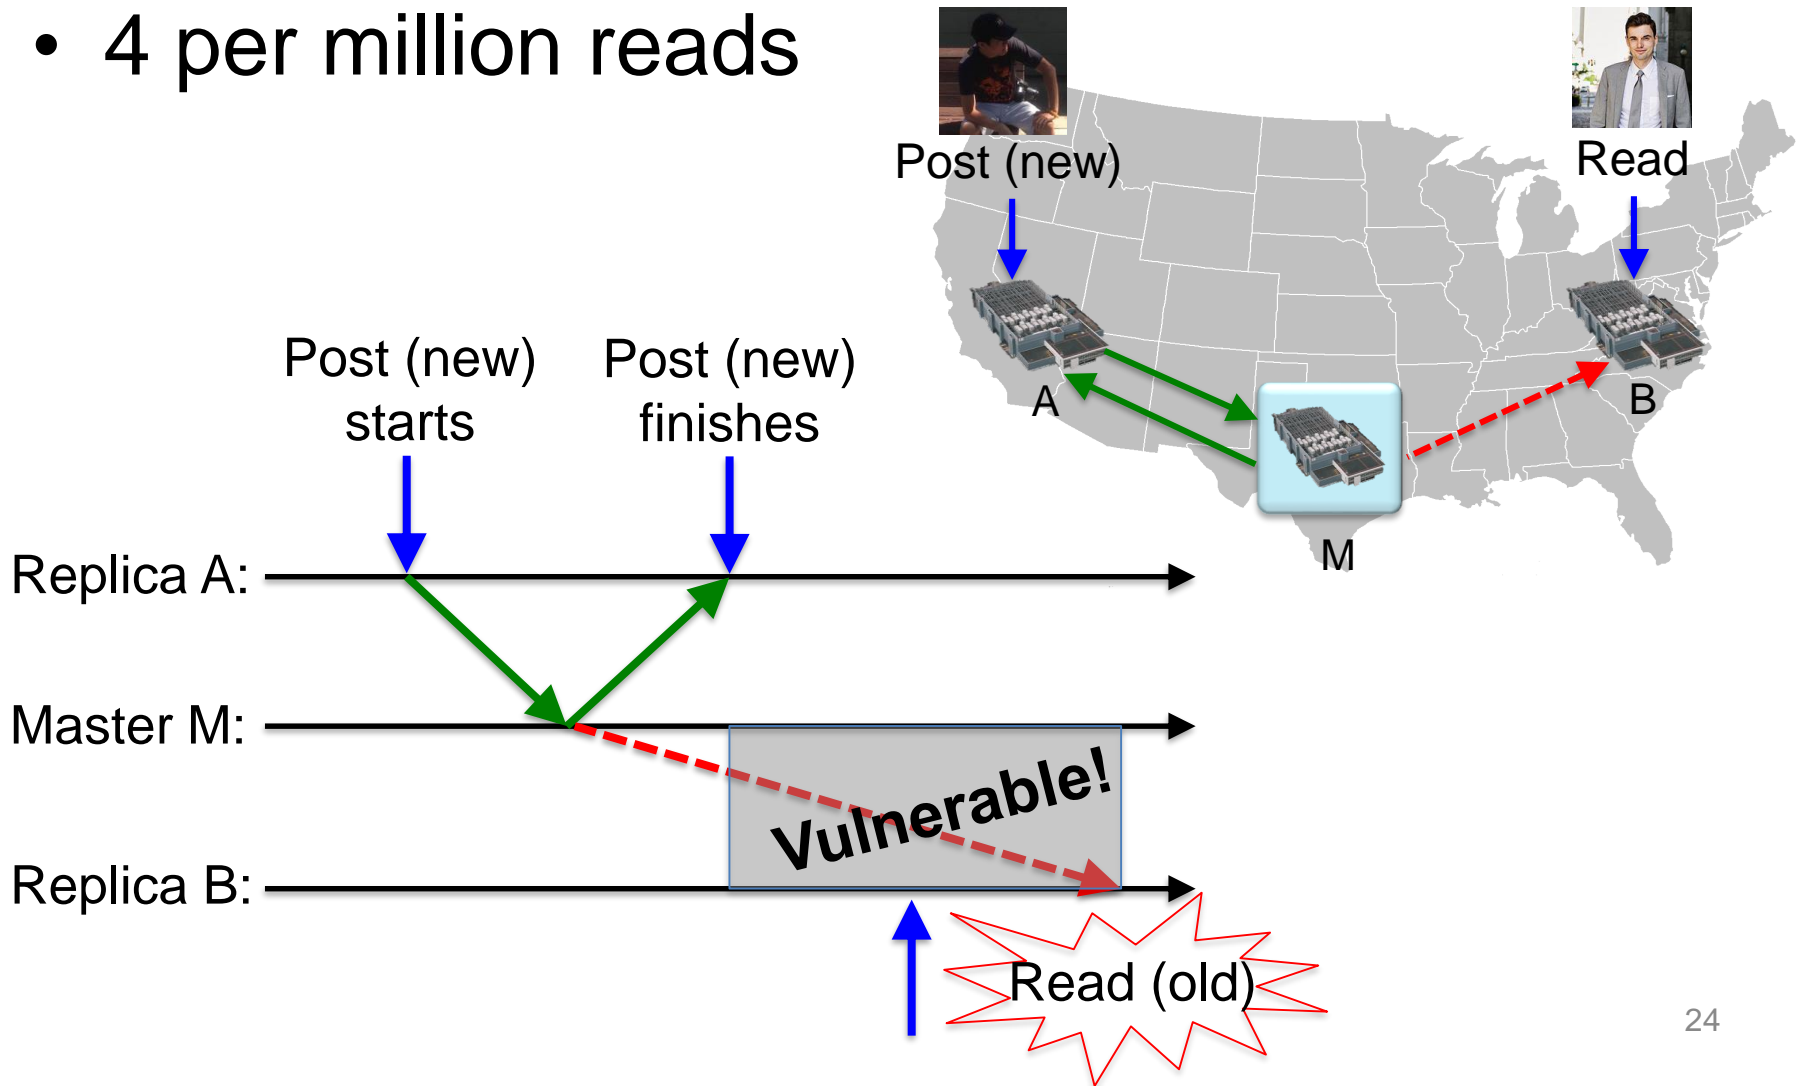 • 4 per million reads
Post (new)
Read
A
B
M
Post (new)
starts
Post (new)
finishes
Replica A:
Master M:
Vulnerable!
Replica B:
Read (old)
24